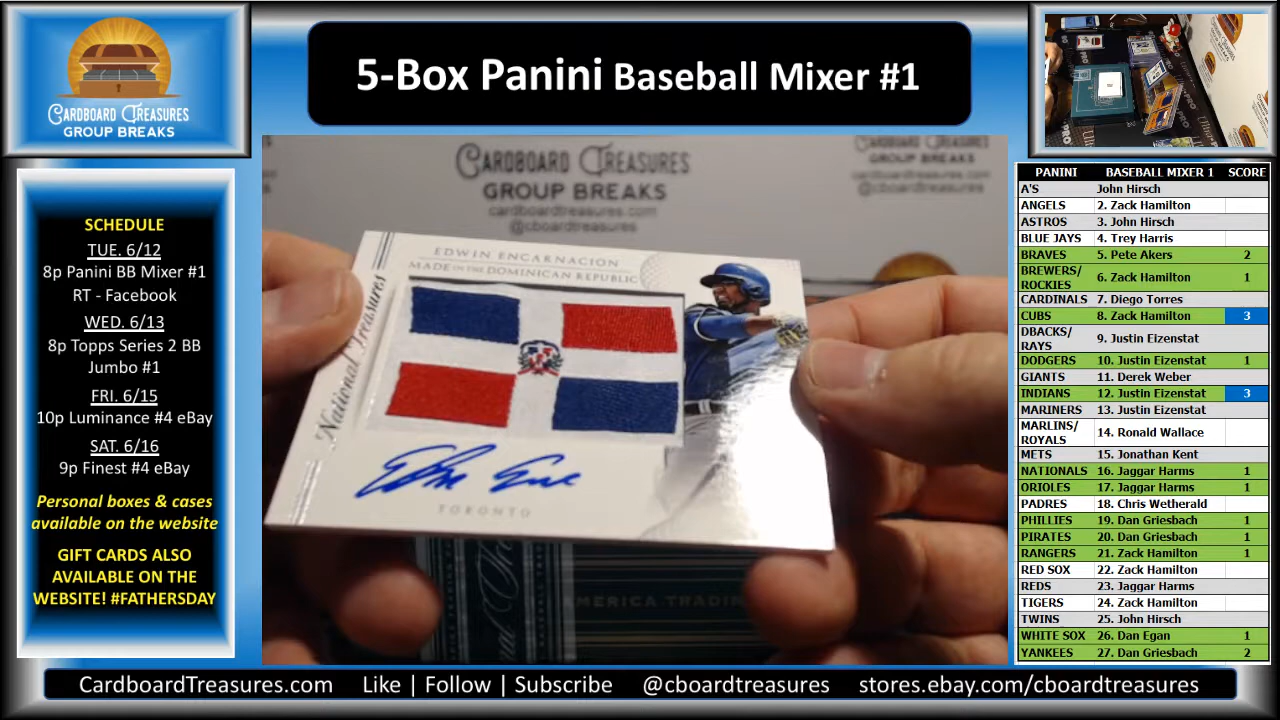 CARDBOARD TREASURES
GROUP BREAKS
5-Box Panini Baseball Mixer #1
SCHEDULE
TUE. 6/12
8p Panini BB Mixer #1
RT - Facebook
WED. 6/13
8p Topps Series 2 BB
Jumbo #1
FRI. 6/15
10p Luminance #4 eBay
SAT. 6/16
9p Finest #4 eBay
Personal boxes & cases
available on the website
GIFT CARDS ALSO
AVAILABLE ON THE
WEBSITE! #FATHERSDAY
CARDBOARD TREASURES
GROUP BREAKS
cardboardtreasures.com
@cboardtreasures
EDWIN ENCARNACION
MADE IN THE DOMINICAN REPUBLIC
National Treasures
TORONTO
PANINI BASEBALL MIXER 1 SCORE
A'S John Hirsch
ANGELS 2. Zack Hamilton
ASTROS 3. John Hirsch
BLUE JAYS 4. Trey Harris
BRAVES 5. Pete Akers 2
BREWERS/
ROCKIES 6. Zack Hamilton 1
CARDINALS 7. Diego Torres
CUBS 8. Zack Hamilton 3
DBACKS/
RAYS 9. Justin Eizenstat
DODGERS 10. Justin Eizenstat 1
GIANTS 11. Derek Weber
INDIANS 12. Justin Eizenstat 3
MARINERS 13. Justin Eizenstat
MARLINS/
ROYALS 14. Ronald Wallace
METS 15. Jonathan Kent
NATIONALS 16. Jaggar Harms 1
ORIOLES 17. Jaggar Harms 1
PADRES 18. Chris Wetherald
PHILLIES 19. Dan Griesbach 1
PIRATES 20. Dan Griesbach 1
RANGERS 21. Zack Hamilton 1
RED SOX 22. Zack Hamilton
REDS 23. Jaggar Harms
TIGERS 24. Zack Hamilton
TWINS 25. John Hirsch
WHITE SOX 26. Dan Egan 1
YANKEES 27. Dan Griesbach 2
CardboardTreasures.com Like | Follow | Subscribe @cboardtreasures stores.ebay.com/cboardtreasures